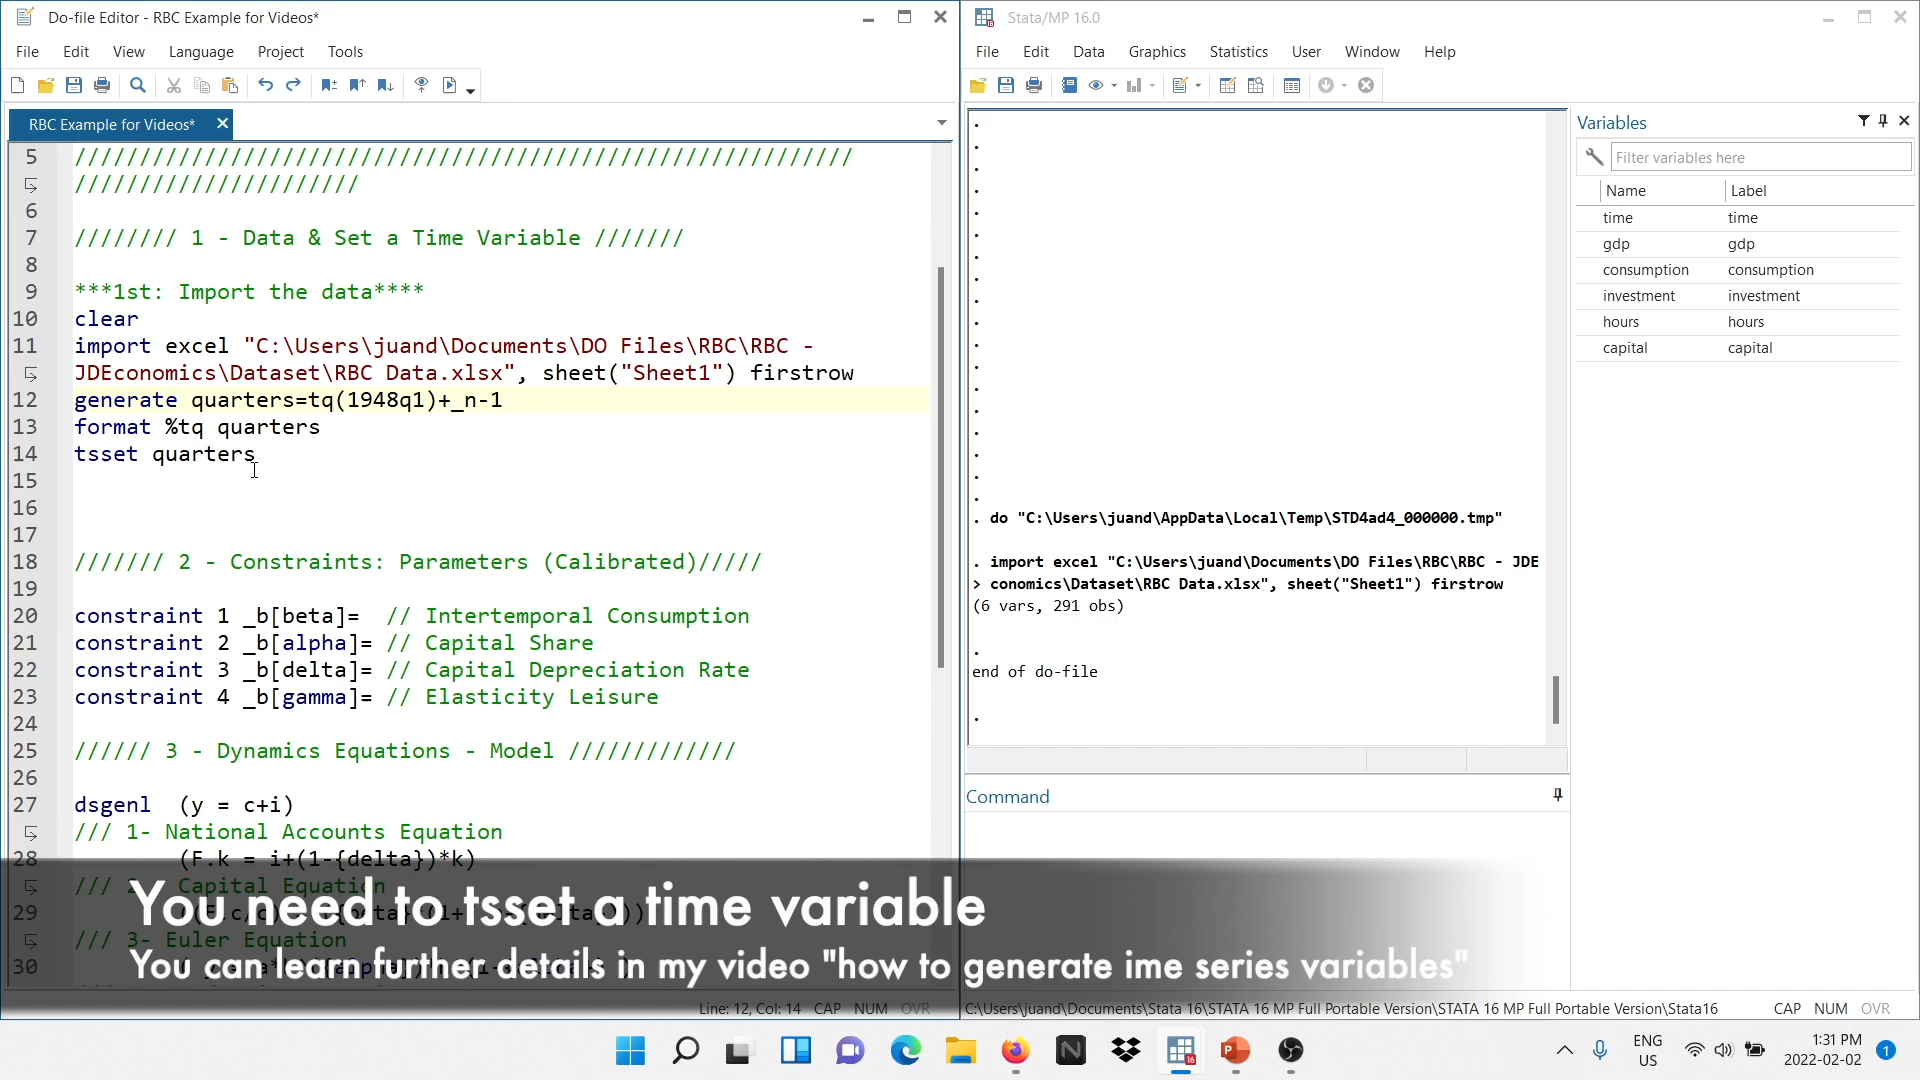 Do-file Editor - RBC Example for Videos*
File Edit View Language Project Tools
RBC Example for Videos*
5 ////////////////////////////////////////////////////////////
//////////////////////
6
7 //////// 1 - Data & Set a Time Variable ///////
8
9 ***1st: Import the data****
10 clear
11 import excel "C:\Users\juand\Documents\DO Files\RBC\RBC -
JDEconomics\Dataset\RBC Data.xlsx", sheet("Sheet1") firstrow
12 generate quarters=tq(1948q1)+_n-1
13 format %tq quarters
14 tsset quarters
15
16
17
18 /////// 2 - Constraints: Parameters (Calibrated)/////
19
20 constraint 1 _b[beta]= // Intertemporal Consumption
21 constraint 2 _b[alpha]= // Capital Share
22 constraint 3 _b[delta]= // Capital Depreciation Rate
23 constraint 4 _b[gamma]= // Elasticity Leisure
24
25 ////// 3 - Dynamics Equations - Model /////////////
26
27 dsgenl (y = c+i)
/// 1- National Accounts Equation
28 (F.k = i+(1-{delta})*k)
/// Capital Equation
29
/// 3- Euler Equation
30
You need to tsset a time variable
You can learn further details in my video "how to generate ime series variables"
Line: 12, Col: 14 CAP NUM OVR
Stata/MP 16.0
File Edit Data Graphics Statistics User Window Help
. do "C:\Users\juand\AppData\Local\Temp\STD4ad4_000000.tmp"
. import excel "C:\Users\juand\Documents\DO Files\RBC\RBC - JDE
> conomics\Dataset\RBC Data.xlsx", sheet("Sheet1") firstrow
(6 vars, 291 obs)
.
end of do-file
.
Command
Variables
Filter variables here
Name Label
time time
gdp gdp
consumption consumption
investment investment
hours hours
capital capital
C:\Users\juand\Documents\Stata 16\STATA 16 MP Full Portable Version\STATA 16 MP Full Portable Version\Stata16 CAP NUM OVR
16
ENG
US
1:31 PM
2022-02-02
1